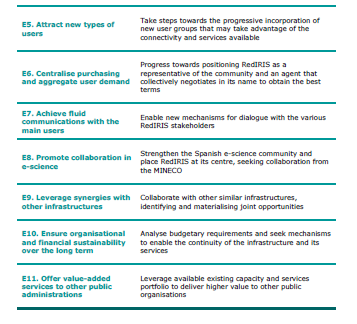 E5. Attract new types of
users
Take steps towards the progressive incorporation of
new user groups that may take advantage of the
connectivity and services available
E6. Centralise purchasing
and aggregate user demand
Progress towards positioning RedIRIS as a
representative of the community and an agent that
collectively negotiates in its name to obtain the best
terms
E7. Achieve fluid
communications with the
main users
Enable new mechanisms for dialogue with the various
RedIRIS stakeholders
E8. Promote collaboration in
e-science
Strengthen the Spanish e-science community and
place RedIRIS at its centre, seeking collaboration from
the MINECO
E9. Leverage synergies with
other infrastructures
Collaborate with other similar infrastructures,
identifying and materialising joint opportunities
E10. Ensure organisational
and financial sustainability
over the long term
Analyse budgetary requirements and seek mechanisms
to enable the continuity of the infrastructure and its
services
E11. Offer value-added
services to other public
administrations
Leverage available existing capacity and services
portfolio to deliver higher value to other public
organisations